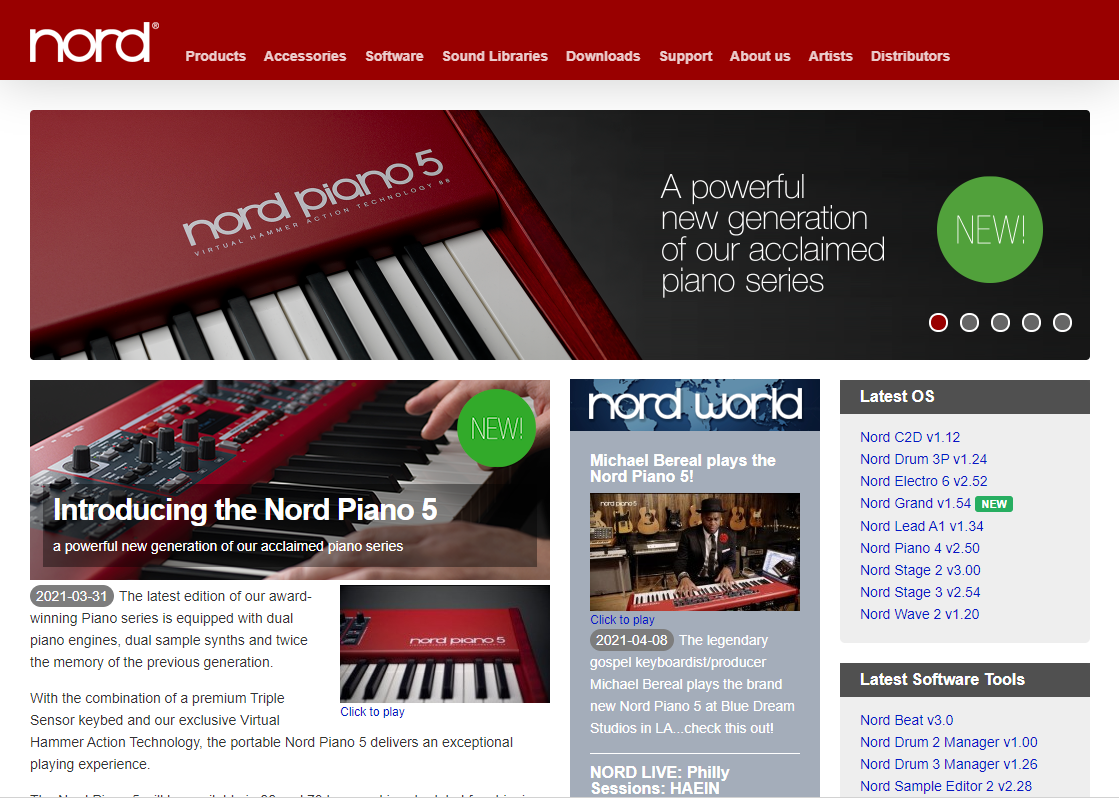 nord®
Products Accessories Software Sound Libraries Downloads Support About us Artists Distributors
nord piano 5
VIRTUAL HAMMER ACTION TECHNOLOGY 88
A powerful
new generation
of our acclaimed
piano series
NEW!
NEW!
Introducing the Nord Piano 5
a powerful new generation of our acclaimed piano series
2021-03-31 The latest edition of our award-
winning Piano series is equipped with dual
piano engines, dual sample synths and twice
the memory of the previous generation.
nord piano 5
Click to play
With the combination of a premium Triple
Sensor keybed and our exclusive Virtual
Hammer Action Technology, the portable Nord Piano 5 delivers an exceptional
playing experience.
nord world
Michael Bereal plays the
Nord Piano 5!
nord piano 5
Click to play
2021-04-08 The legendary
gospel keyboardist/producer
Michael Bereal plays the brand
new Nord Piano 5 at Blue Dream
Studios in LA...check this out!
NORD LIVE: Philly
Sessions: HAEIN
Latest OS
Nord C2D v1.12
Nord Drum 3P v1.24
Nord Electro 6 v2.52
Nord Grand v1.54 NEW
Nord Lead A1 v1.34
Nord Piano 4 v2.50
Nord Stage 2 v3.00
Nord Stage 3 v2.54
Nord Wave 2 v1.20
Latest Software Tools
Nord Beat v3.0
Nord Drum 2 Manager v1.00
Nord Drum 3 Manager v1.26
Nord Sample Editor 2 v2.28